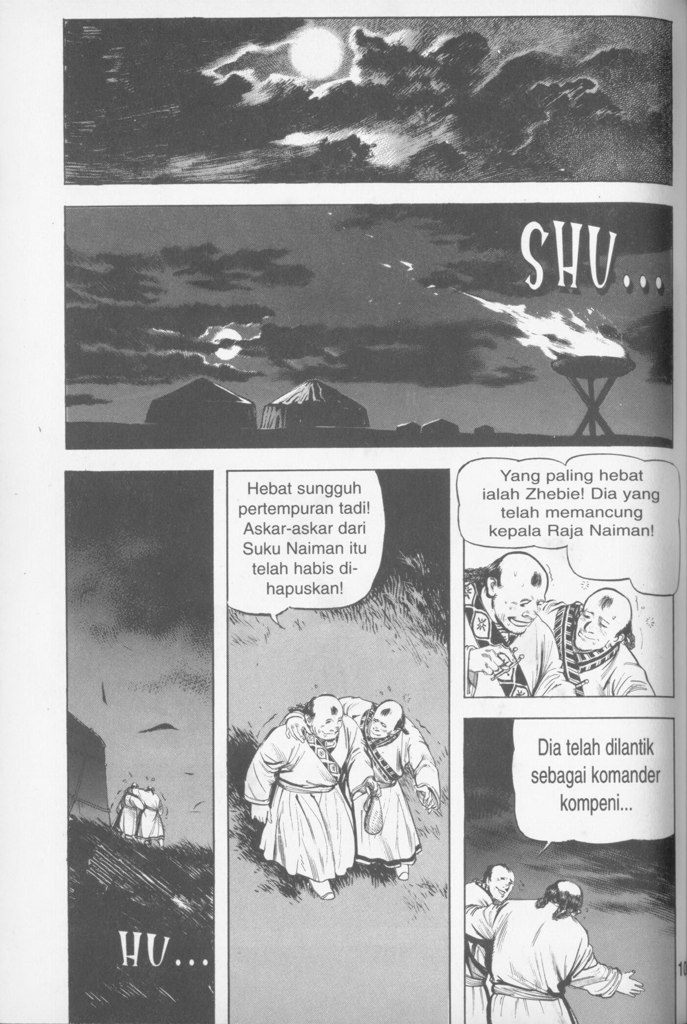 SHU...
Hebat sungguh
pertempuran tadi!
Askar-askar dari
Suku Naiman itu
telah habis di-
hapuskan!
Yang paling hebat
ialah Zhebie! Dia yang
telah memancung
kepala Raja Naiman!
Dia telah dilantik
sebagai komander
kompeni...
HU...